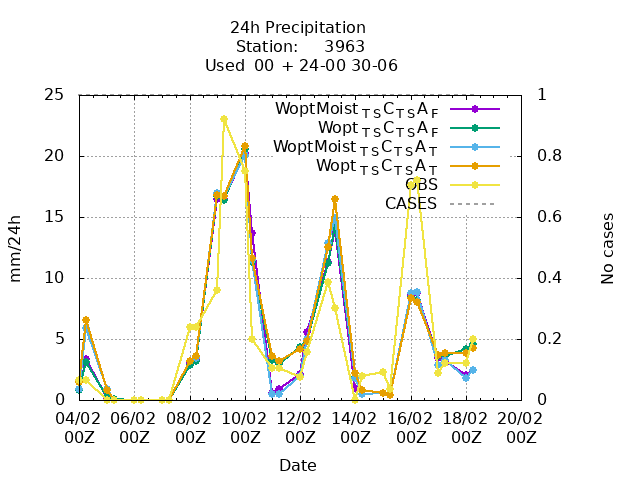 24h Precipitation
Station: 3963
Used 00 + 24-00 30-06
WoptMoist TS C TS A F
Wopt TS C TS A F
WoptMoist TS C TS A T
Wopt TS C TS A T
OBS
CASES
25 1
20 0.8
15 0.6
10 0.4
5 0.2
0 0
mm/24h
No cases
04/02 06/02 08/02 10/02 12/02 14/02 16/02 18/02 20/02
00Z 00Z 00Z 00Z 00Z 00Z 00Z 00Z 00Z
Date